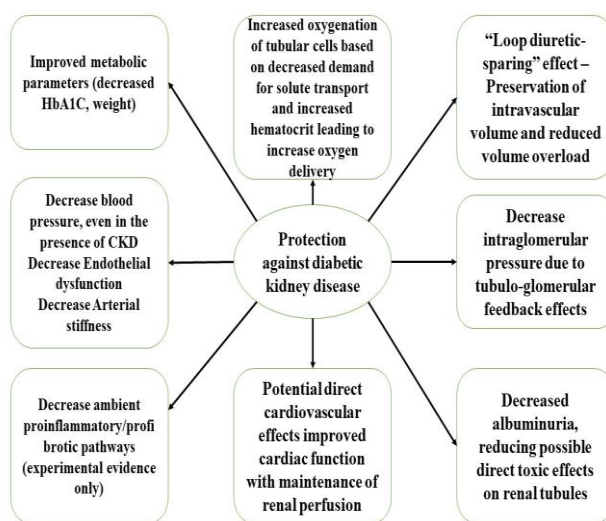 Improved metabolic
parameters (decreased
HbA1C, weight)
Increased oxygenation
of tubular cells based
on decreased demand
for solute transport
and increased
hematocrit leading to
increase oxygen
delivery
“Loop diuretic-
sparing” effect –
Preservation of
intravascular
volume and reduced
volume overload
Decrease blood
pressure, even in the
presence of CKD
Decrease Endothelial
dysfunction
Decrease Arterial
stiffness
Protection
against diabetic
kidney disease
Decrease
intraglomerular
pressure due to
tubulo-glomerular
feedback effects
Decrease ambient
proinflammatory/profi
brotic pathways
(experimental evidence
only)
Potential direct
cardiovascular
effects improved
cardiac function
with maintenance of
renal perfusion
Decreased
albuminuria,
reducing possible
direct toxic effects
on renal tubules